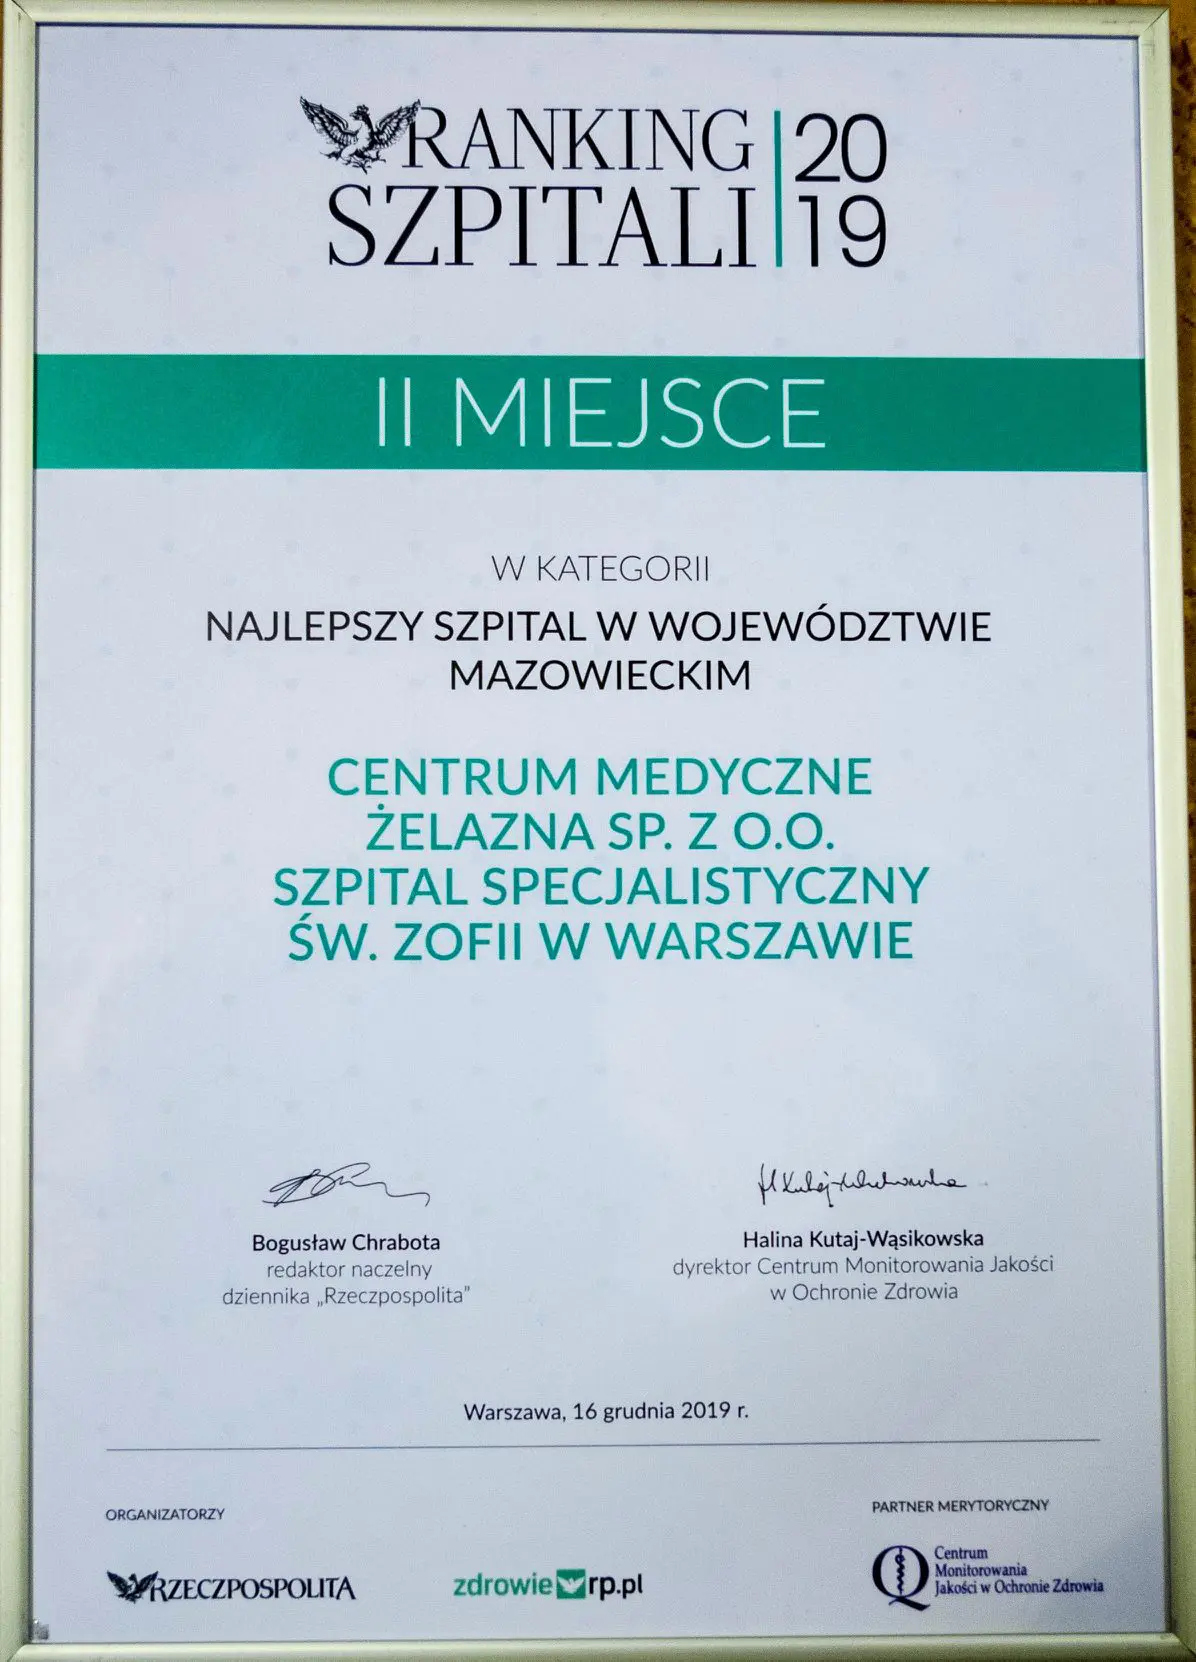 RANKING
SZPITALI
20
19
II MIEJSCE
W KATEGORII
NAJLEPSZY SZPITAL W WOJEWÓDZTWIE
MAZOWIECKIM
CENTRUM MEDYCZNE
ŻELAZNA SP. Z O.O.
SZPITAL SPECJALISTYCZNY
ŚW. ZOFII W WARSZAWIE
Bogusław Chrabota
redaktor naczelny
dziennika „Rzeczpospolita”
Halina Kutaj-Wąsikowska
dyrektor Centrum Monitorowania Jakości
w Ochronie Zdrowia
Warszawa, 16 grudnia 2019 r.
ORGANIZATORZY
RZECZPOSPOLITA
zdrowie rp.pl
PARTNER MERYTORYCZNY
Centrum
Monitorowania
Jakości w Ochronie Zdrowia